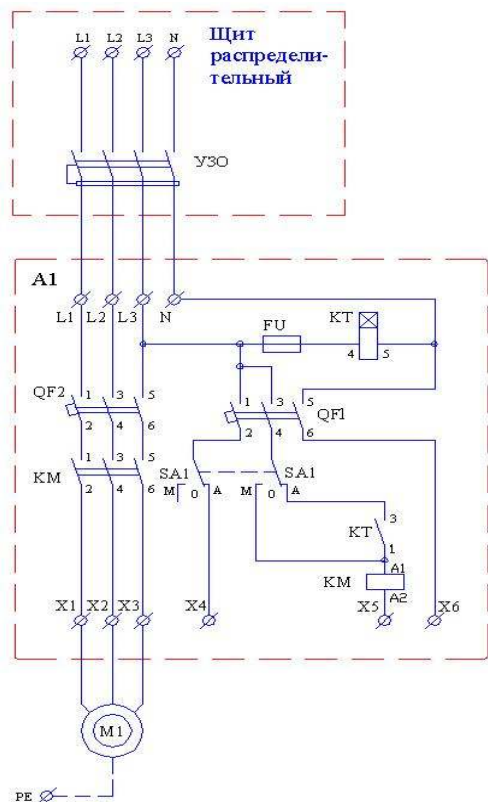 L1 L2 L3 N
Щит
распредели-
тельный
УЗО
A1
L1 L2 L3 N
FU KT
4 5
QF2 1 3 5
2 4 6
1 3 5 QF1
2 4 6
KM 1 3 5
2 4 6
SA1 SA1
M 0 A M 0 A
KT 3
1
KM A1
A2
X1 X2 X3 X4 X5 X6
M1
PE